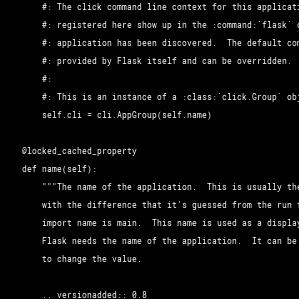 #: The click command line context for this applicati
#: registered here show up in the :command:`flask` c
#: application has been discovered.  The default com
#: provided by Flask itself and can be overridden.
#:
#: This is an instance of a :class:`click.Group` obj
self.cli = cli.AppGroup(self.name)
@locked_cached_property
def name(self):
"""The name of the application.  This is usually the
with the difference that it's guessed from the run f
import name is main.  This name is used as a display
Flask needs the name of the application.  It can be
to change the value.
.. versionadded:: 0.8